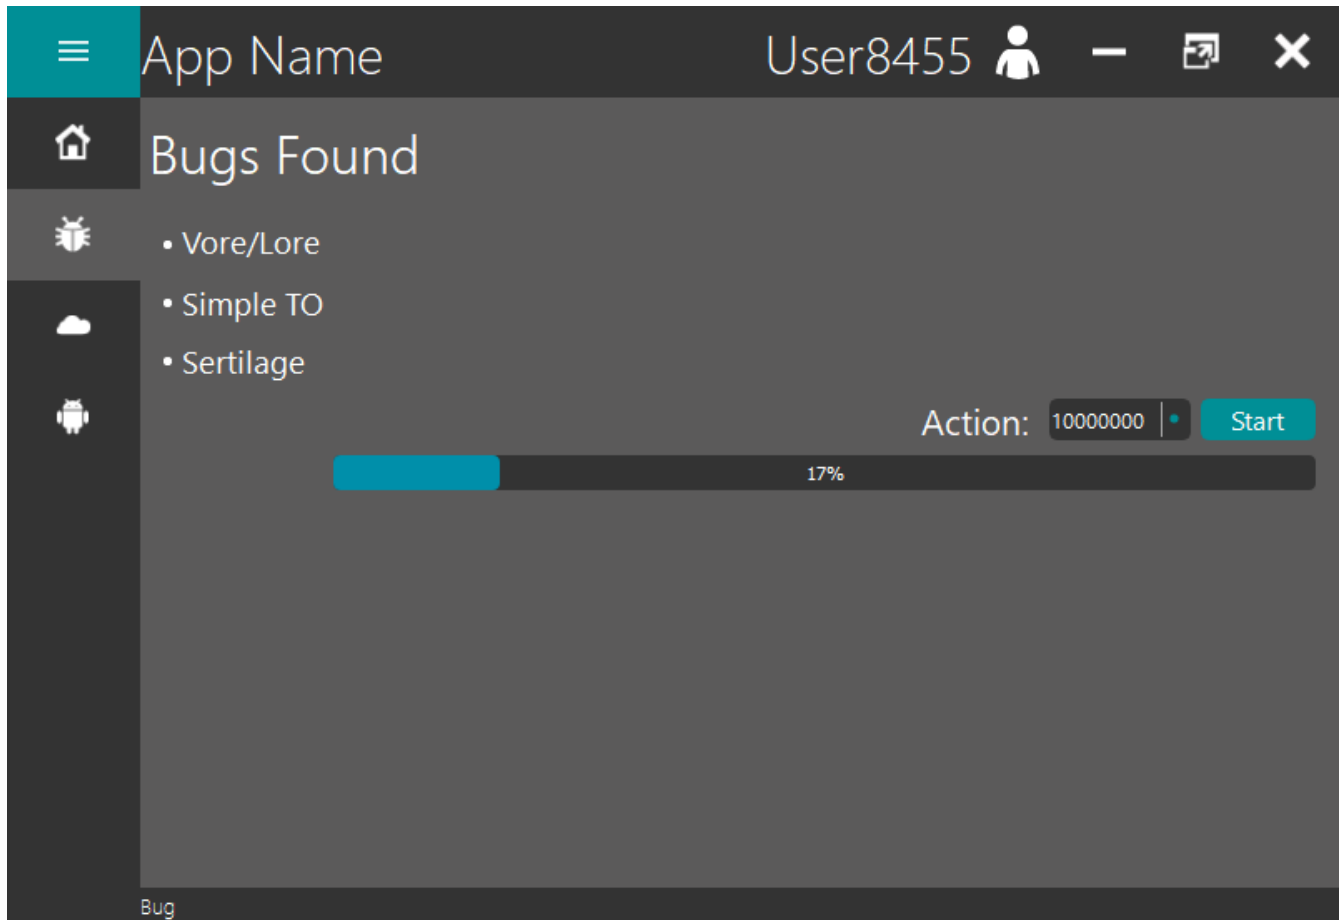 App Name User8455
Bugs Found
• Vore/Lore
• Simple TO
• Sertilage
Action: 10000000 Start
17%
Bug